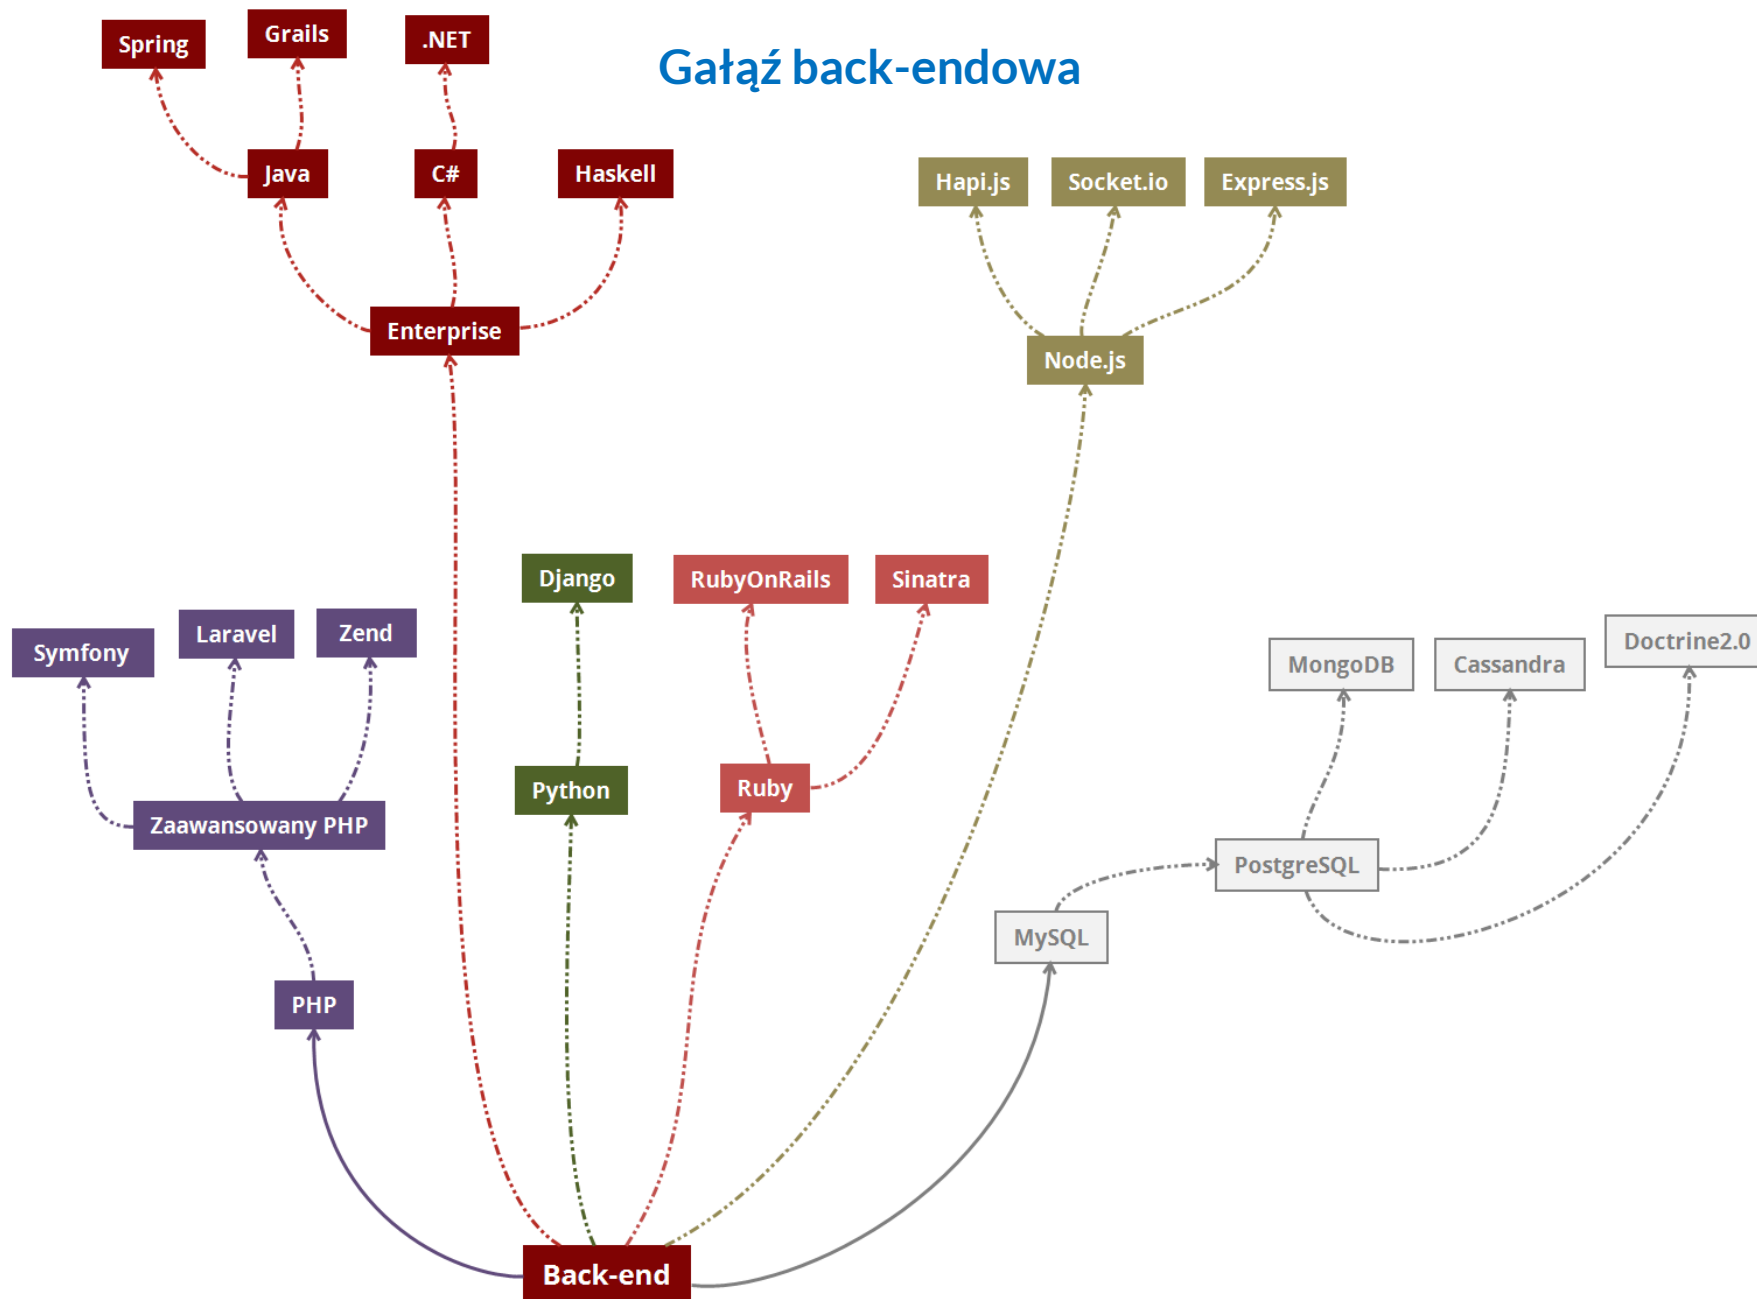 Gałąź back-endowa
Spring
Grails
.NET
Java
C#
Haskell
Hapi.js
Socket.io
Express.js
Enterprise
Node.js
Django
RubyOnRails
Sinatra
Symfony
Laravel
Zend
MongoDB
Cassandra
Doctrine2.0
Python
Ruby
Zaawansowany PHP
PostgreSQL
MySQL
PHP
Back-end